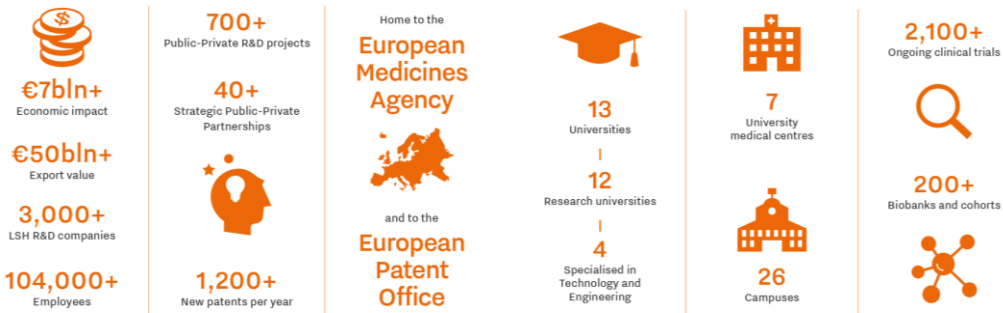 $
€7bln+
Economic impact
€50bln+
Export value
3,000+
LSH R&D companies
104,000+
Employees
700+
Public-Private R&D projects
40+
Strategic Public-Private
Partnerships
1,200+
New patents per year
Home to the
European
Medicines
Agency
and to the
European
Patent
Office
13
Universities
12
Research universities
4
Specialised in
Technology and
Engineering
7
University
medical centres
26
Campuses
2,100+
Ongoing clinical trials
200+
Biobanks and cohorts